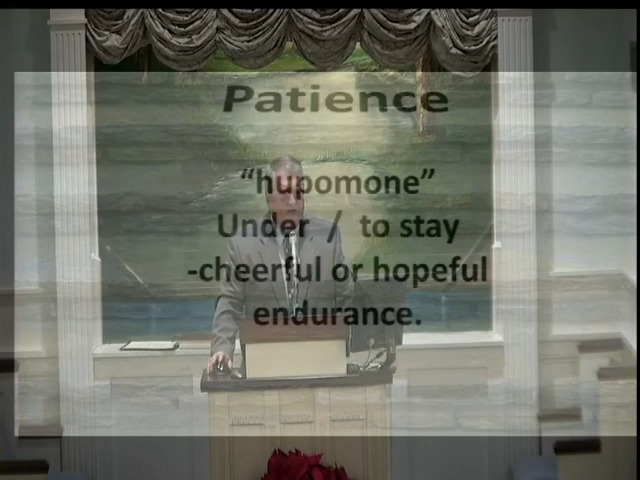 Patience
“hupomone”
Under / to stay
-cheerful or hopeful
endurance.